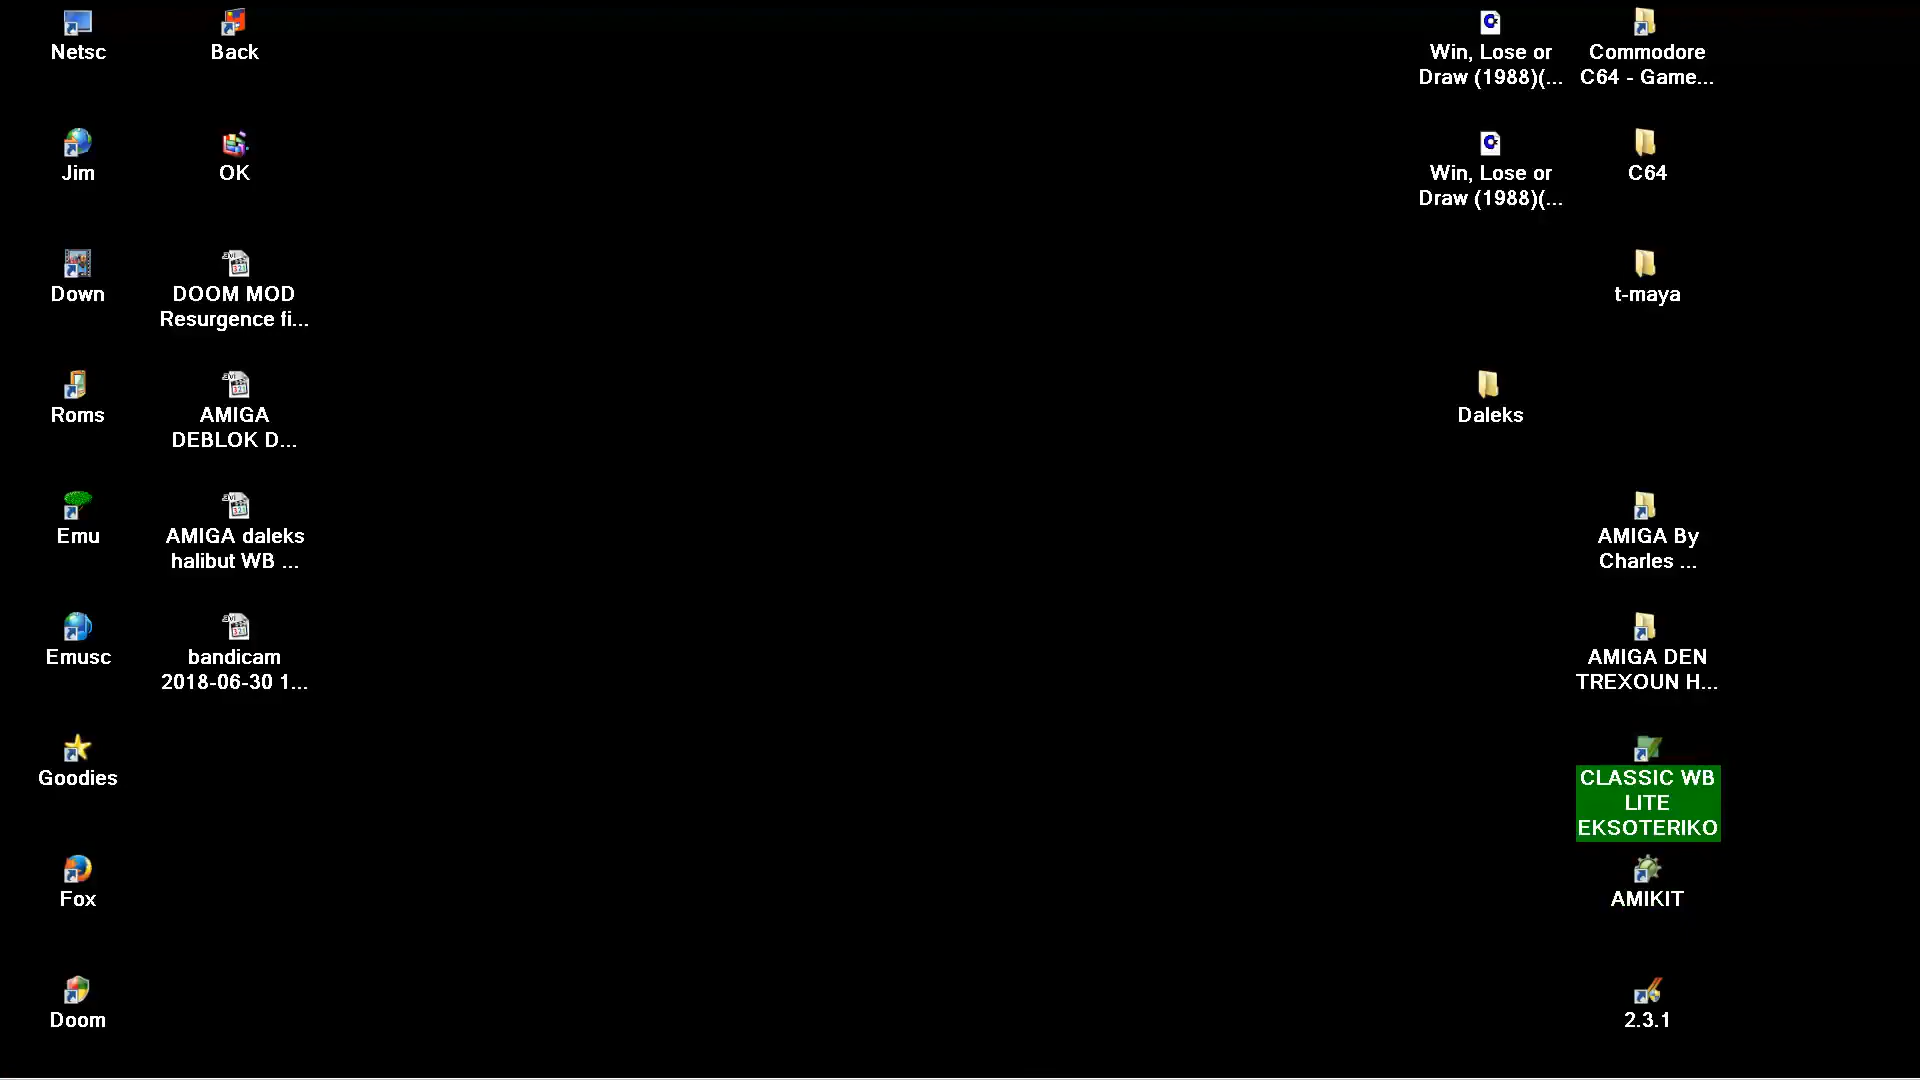 Netsc
Back
Win, Lose or
Draw (1988)(...
Commodore
C64 - Game...
Jim
OK
Win, Lose or
Draw (1988)(...
C64
Down
DOOM MOD
Resurgence fi...
t-maya
Roms
AMIGA
DEBLOK D...
Daleks
Emu
AMIGA daleks
halibut WB ...
AMIGA By
Charles ...
Emusc
bandicam
2018-06-30 1...
AMIGA DEN
TREXOUN H...
Goodies
CLASSIC WB
LITE
EKSOTERIKO
Fox
AMIKIT
Doom
2.3.1